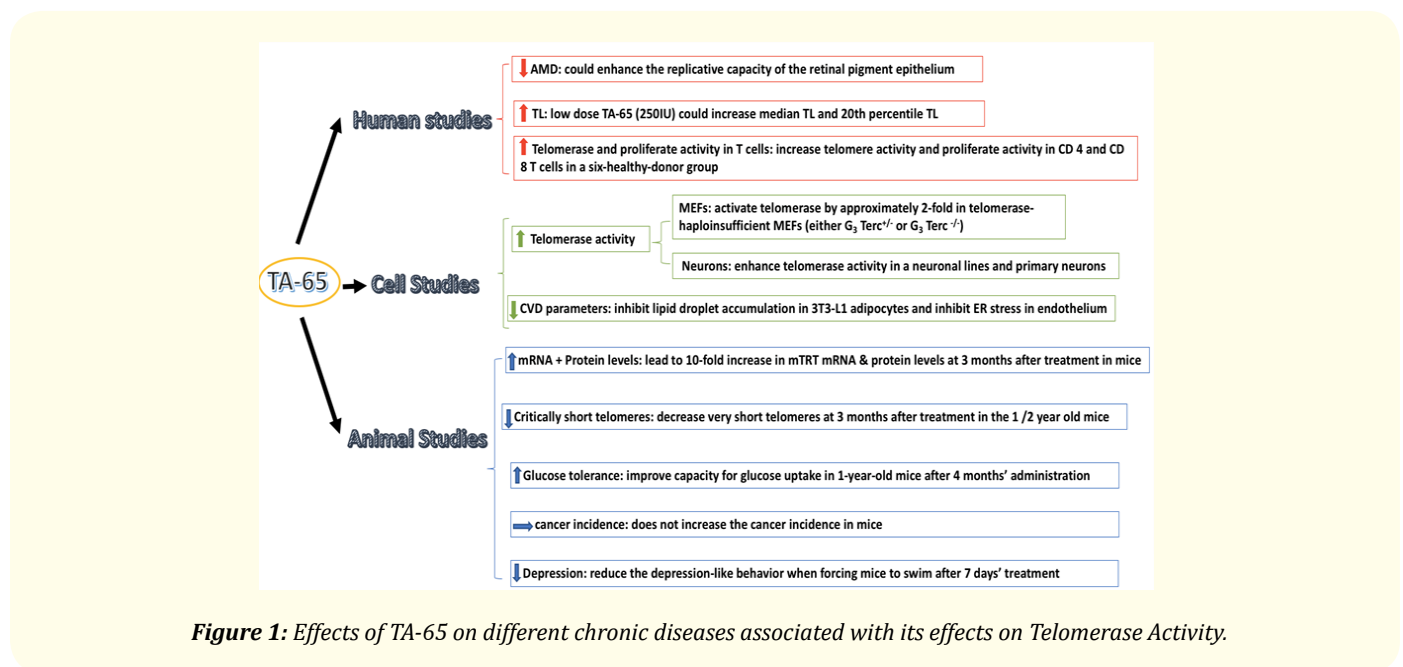 TA-65
Human studies
AMD: could enhance the replicative capacity of the retinal pigment epithelium
TL: low dose TA-65 (250IU) could increase median TL and 20th percentile TL
Telomerase and proliferate activity in T cells: increase telomere activity and proliferate activity in CD 4 and CD
8 T cells in a six-healthy-donor group
Cell Studies
Telomerase activity
MEFs: activate telomerase by approximately 2-fold in telomerase-
haploinsufficient MEFs (either G₃ Terc⁺/⁻ or G₃ Terc ⁻/⁻)
Neurons: enhance telomerase activity in a neuronal lines and primary neurons
CVD parameters: inhibit lipid droplet accumulation in 3T3-L1 adipocytes and inhibit ER stress in endothelium
Animal Studies
mRNA + Protein levels: lead to 10-fold increase in mTRT mRNA & protein levels at 3 months after treatment in mice
Critically short telomeres: decrease very short telomeres at 3 months after treatment in the 1 /2 year old mice
Glucose tolerance: improve capacity for glucose uptake in 1-year-old mice after 4 months’ administration
cancer incidence: does not increase the cancer incidence in mice
Depression: reduce the depression-like behavior when forcing mice to swim after 7 days’ treatment
Figure 1: Effects of TA-65 on different chronic diseases associated with its effects on Telomerase Activity.